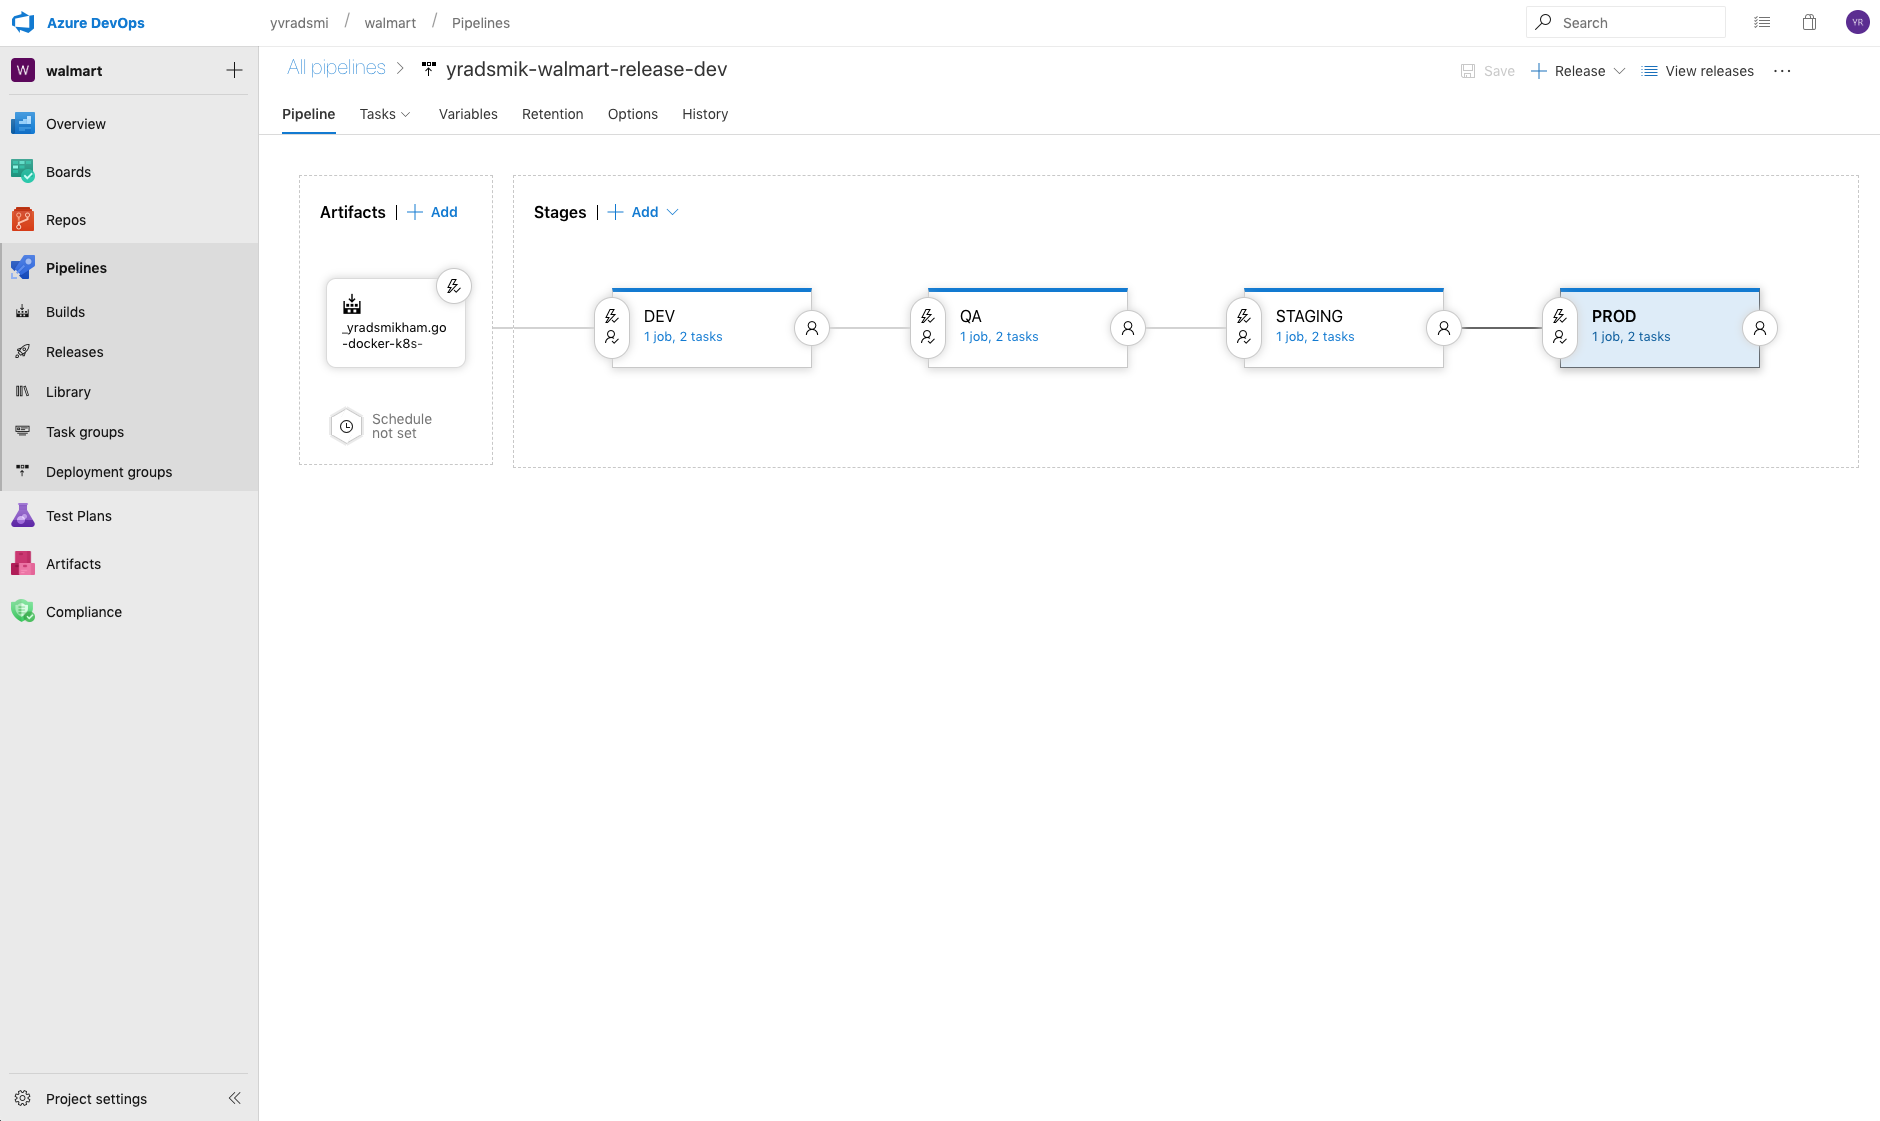 Azure DevOps
yvradsmi / walmart / Pipelines
Search
YR
W walmart
All pipelines > yradsmik-walmart-release-dev
Save
Release
View releases
...
Pipeline
Tasks
Variables
Retention
Options
History
Overview
Boards
Repos
Pipelines
Builds
Releases
Library
Task groups
Deployment groups
Test Plans
Artifacts
Compliance
Project settings
Artifacts | Add
_yradsmikham.go
-docker-k8s-
Schedule
not set
Stages | Add
DEV
1 job, 2 tasks
QA
1 job, 2 tasks
STAGING
1 job, 2 tasks
PROD
1 job, 2 tasks